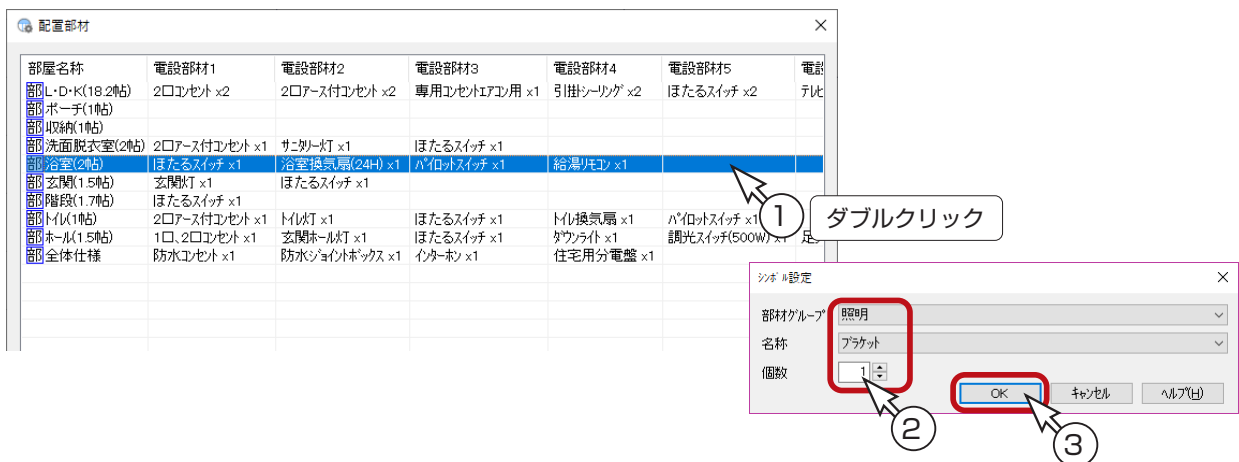 配置部材
部屋名称 電設部材1 電設部材2 電設部材3 電設部材4 電設部材5 電設
部 L・D・K(18.2帖) 2口コンセント x2 2口アース付コンセント x2 専用コンセントエアコン用 x1 引掛シーリング x2 ほたるスイッチ x2 テレビ
部 ポーチ(1帖)
部 収納(1帖)
部 洗面脱衣室(2帖) 2口アース付コンセント x1 サニタリー灯 x1 ほたるスイッチ x1
部 浴室(2帖) ほたるスイッチ x1 浴室換気扇(24H) x1 パイロットスイッチ x1 給湯リモコン x1
部 玄関(1.5帖) 玄関灯 x1 ほたるスイッチ x1
部 階段(1.7帖) ほたるスイッチ x1
部 トイレ(1帖) 2口アース付コンセント x1 トイレ灯 x1 ほたるスイッチ x1 トイレ換気扇 x1 パイロットスイッチ x1
部 ホール(1.5帖) 1口、2口コンセント x1 玄関ホール灯 x1 ほたるスイッチ x1 ダウンライト x1 調光スイッチ(500W) x1 足
部 全体仕様 防水コンセント x1 防水ジョイントボックス x1 インターホン x1 住宅用分電盤 x1
① ダブルクリック
シンボル設定
部材グループ 照明
名称 ブラケット
個数 1
OK キャンセル ヘルプ(H)
②
③